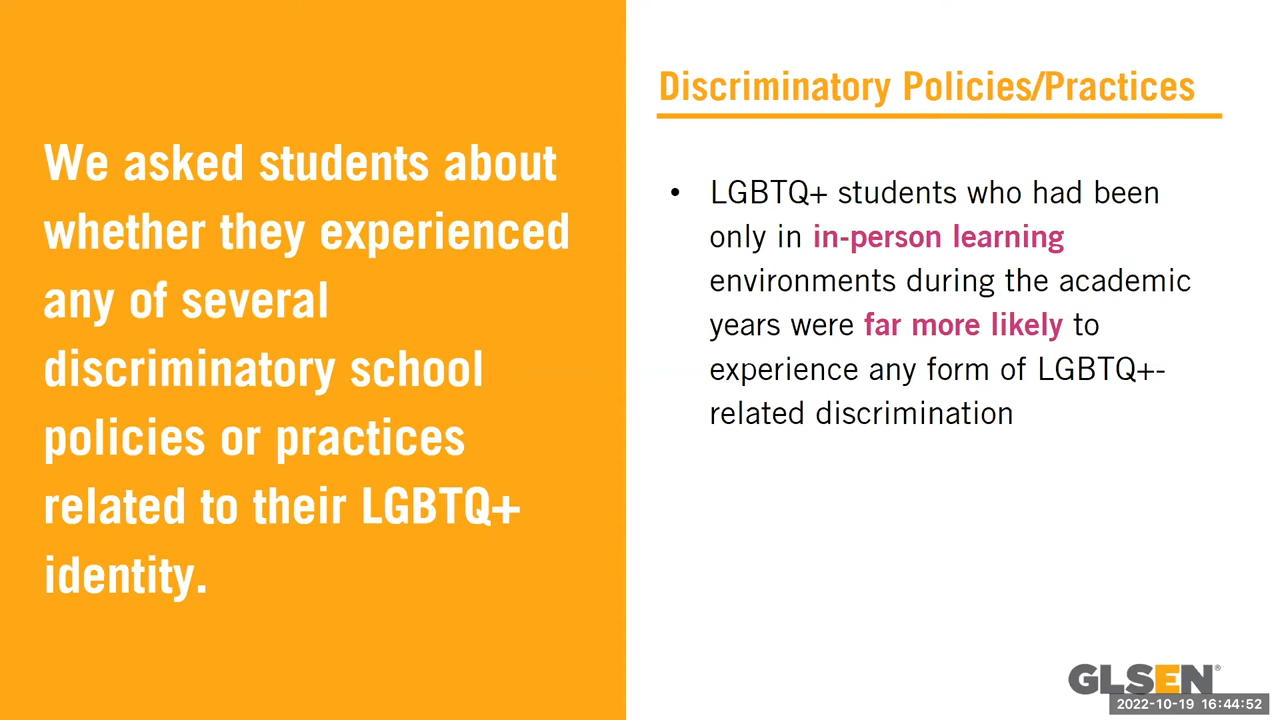 We asked students about
whether they experienced
any of several
discriminatory school
policies or practices
related to their LGBTQ+
identity.
Discriminatory Policies/Practices
• LGBTQ+ students who had been
only in in-person learning
environments during the academic
years were far more likely to
experience any form of LGBTQ+-
related discrimination
GLSEN®
2022-10-19 16:44:52